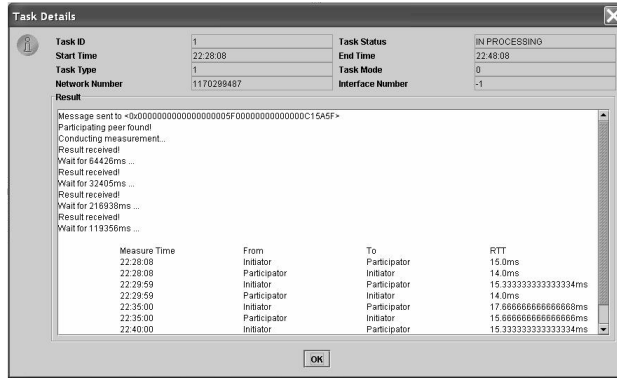 Task Details
Task ID 1 Task Status IN PROCESSING
Start Time 22:28:08 End Time 22:48:08
Task Type 1 Task Mode 0
Network Number 1170299487 Interface Number -1
Result
Message sent to <0x0000000000000000005F00000000000000C15A5F>
Participating peer found!
Conducting measurement...
Result received!
Wait for 64426ms ...
Result received!
Wait for 32405ms ...
Result received!
Wait for 216938ms ...
Result received!
Wait for 119356ms ...
Measure Time From To RTT
22:28:08 Initiator Participator 15.0ms
22:28:08 Participator Initiator 14.0ms
22:29:59 Initiator Participator 15.333333333333334ms
22:29:59 Participator Initiator 14.0ms
22:35:00 Initiator Participator 17.666666666666668ms
22:35:00 Participator Initiator 15.666666666666666ms
22:40:00 Initiator Participator 15.333333333333334ms
OK